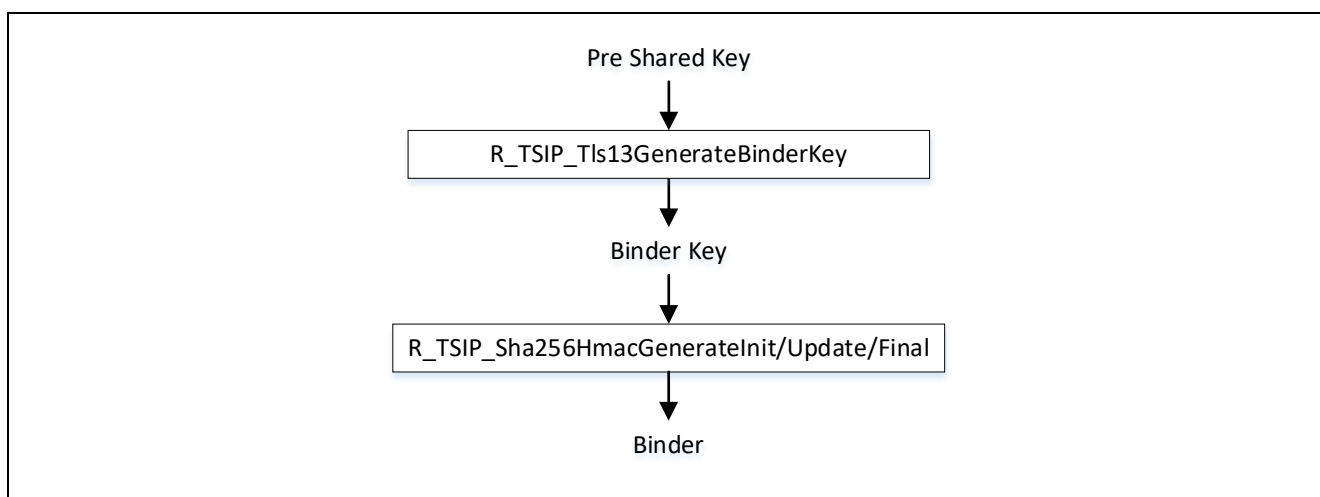 Pre Shared Key
R_TSIP_Tls13GenerateBinderKey
Binder Key
R_TSIP_Sha256HmacGenerateInit/Update/Final
Binder